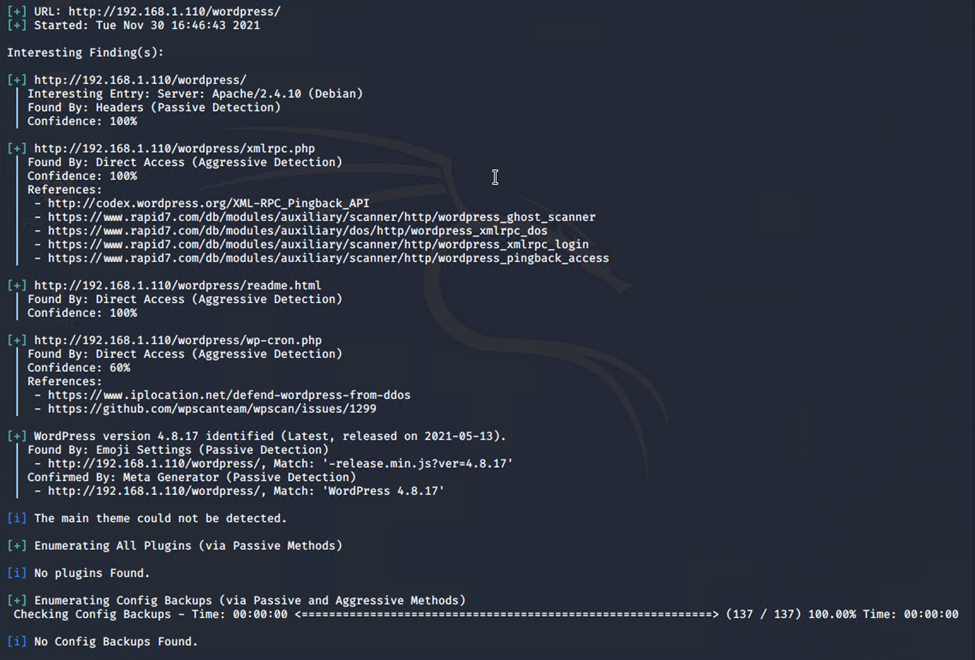 [+] URL: http://192.168.1.110/wordpress/
[+] Started: Tue Nov 30 16:46:43 2021
Interesting Finding(s):
[+] http://192.168.1.110/wordpress/
| Interesting Entry: Server: Apache/2.4.10 (Debian)
| Found By: Headers (Passive Detection)
| Confidence: 100%
[+] http://192.168.1.110/wordpress/xmlrpc.php
| Found By: Direct Access (Aggressive Detection)
| Confidence: 100%
| References:
|  - http://codex.wordpress.org/XML-RPC_Pingback_API
|  - https://www.rapid7.com/db/modules/auxiliary/scanner/http/wordpress_ghost_scanner
|  - https://www.rapid7.com/db/modules/auxiliary/dos/http/wordpress_xmlrpc_dos
|  - https://www.rapid7.com/db/modules/auxiliary/scanner/http/wordpress_xmlrpc_login
|  - https://www.rapid7.com/db/modules/auxiliary/scanner/http/wordpress_pingback_access
[+] http://192.168.1.110/wordpress/readme.html
| Found By: Direct Access (Aggressive Detection)
| Confidence: 100%
[+] http://192.168.1.110/wordpress/wp-cron.php
| Found By: Direct Access (Aggressive Detection)
| Confidence: 60%
| References:
|  - https://www.iplocation.net/defend-wordpress-from-ddos
|  - https://github.com/wpscanteam/wpscan/issues/1299
[+] WordPress version 4.8.17 identified (Latest, released on 2021-05-13).
| Found By: Emoji Settings (Passive Detection)
|  - http://192.168.1.110/wordpress/, Match: '-release.min.js?ver=4.8.17'
| Confirmed By: Meta Generator (Passive Detection)
|  - http://192.168.1.110/wordpress/, Match: 'WordPress 4.8.17'
[i] The main theme could not be detected.
[+] Enumerating All Plugins (via Passive Methods)
[i] No plugins Found.
[+] Enumerating Config Backups (via Passive and Aggressive Methods)
Checking Config Backups - Time: 00:00:00 <=============================================================> (137 / 137) 100.00% Time: 00:00:00
[i] No Config Backups Found.